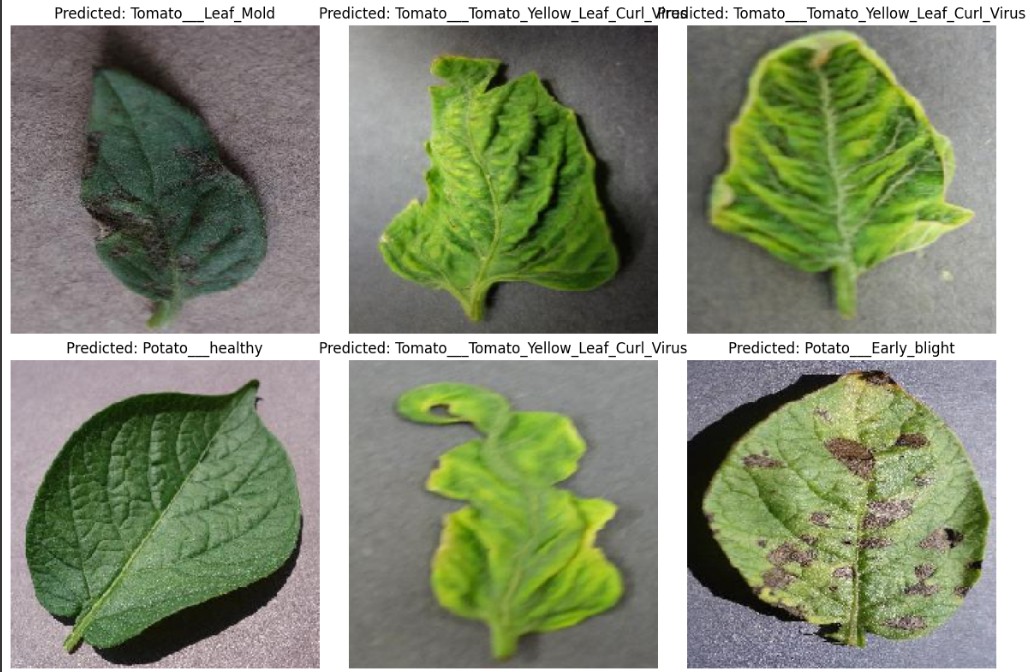 Predicted: Tomato___Leaf_Mold
Predicted: Tomato___Tomato_Yellow_Leaf_Curl_Virus
Predicted: Tomato___Tomato_Yellow_Leaf_Curl_Virus
Predicted: Potato___healthy
Predicted: Tomato___Tomato_Yellow_Leaf_Curl_Virus
Predicted: Potato___Early_blight